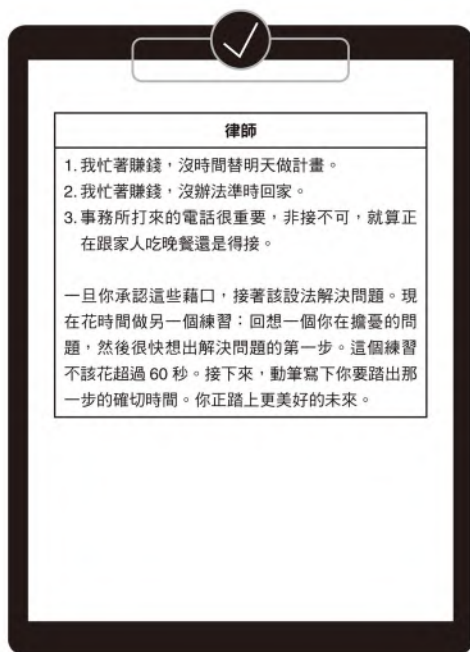 律師
1. 我忙著賺錢，沒時間替明天做計畫。
2. 我忙著賺錢，沒辦法準時回家。
3. 事務所打來的電話很重要，非接不可，就算正
在跟家人吃晚餐還是得接。
一旦你承認這些藉口，接著該設法解決問題。現
在花時間做另一個練習：回想一個你在擔憂的問
題，然後很快想出解決問題的第一步。這個練習
不該花超過 60 秒。接下來，動筆寫下你要踏出那
一步的確切時間。你正踏上更美好的未來。